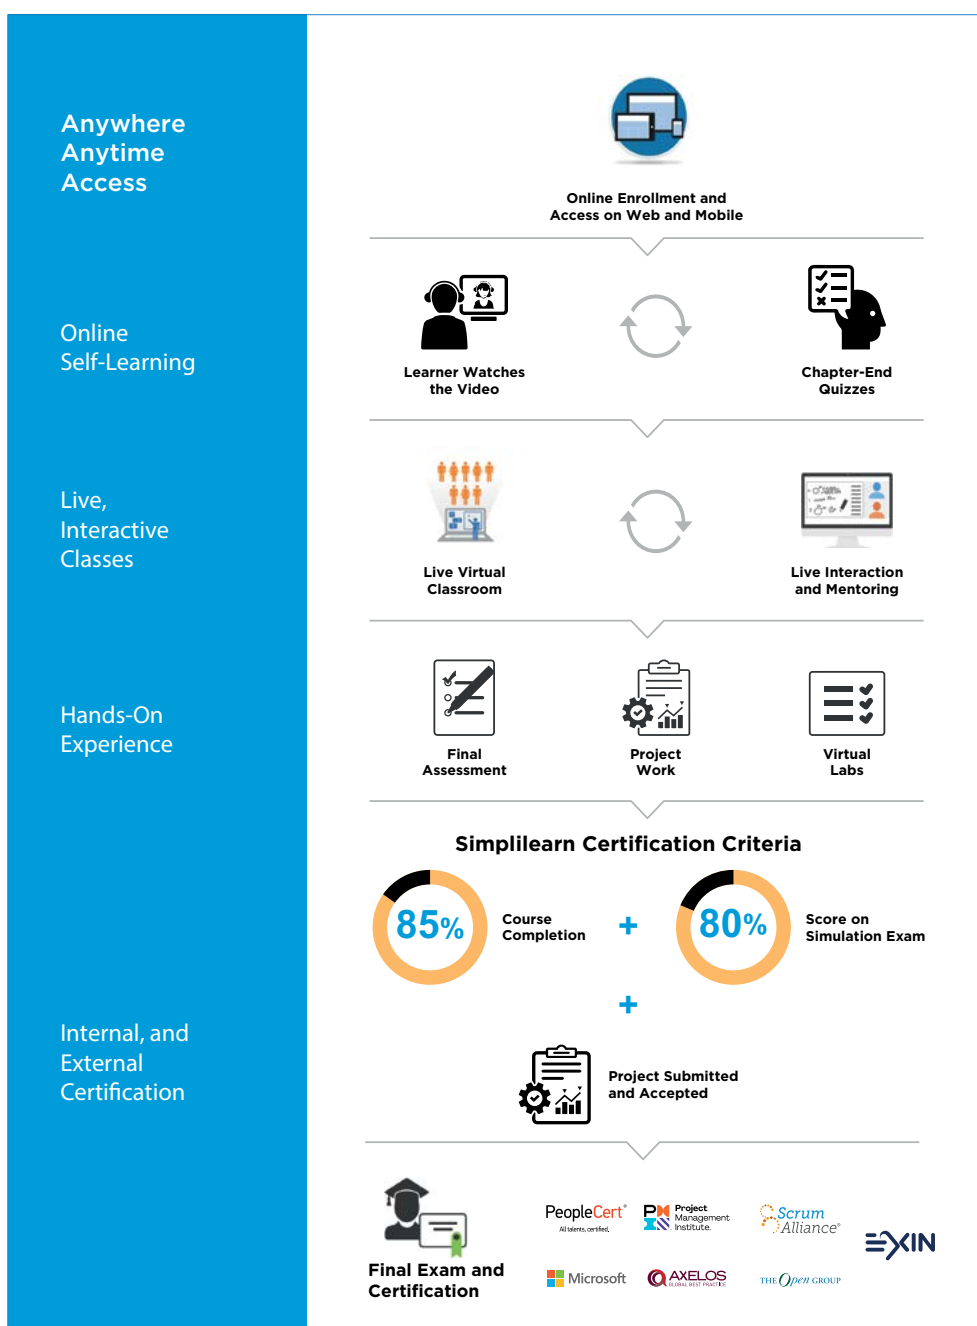 Anywhere
Anytime
Access
Online Enrollment and
Access on Web and Mobile
Online
Self-Learning
Learner Watches
the Video
Chapter-End
Quizzes
Live,
Interactive
Classes
Live Virtual
Classroom
Live Interaction
and Mentoring
Hands-On
Experience
Final
Assessment
Project
Work
Virtual
Labs
Simplilearn Certification Criteria
85%
Course
Completion
+
80%
Score on
Simulation Exam
+
Internal, and
External
Certification
Project Submitted
and Accepted
Final Exam and
Certification
PeopleCert
All talents, certified.
Project
Management
Institute.
Scrum
Alliance®
EXIN
Microsoft
AXELOS
GLOBAL BEST PRACTICE
THE Open GROUP